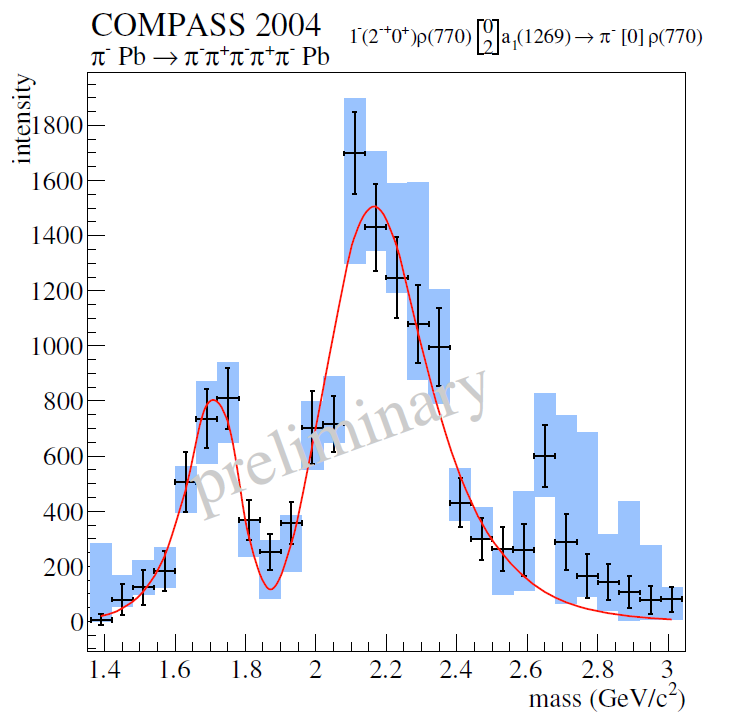 COMPASS 2004
π⁻ Pb → π⁻π⁺π⁻π⁺π⁻ Pb
1⁻(2⁻⁺0⁺)ρ(770) [0 2] a₁(1269) → π⁻ [0] ρ(770)
intensity
1800
1600
1400
1200
1000
800
600
400
200
0
preliminary
1.4 1.6 1.8 2 2.2 2.4 2.6 2.8 3
mass (GeV/c²)